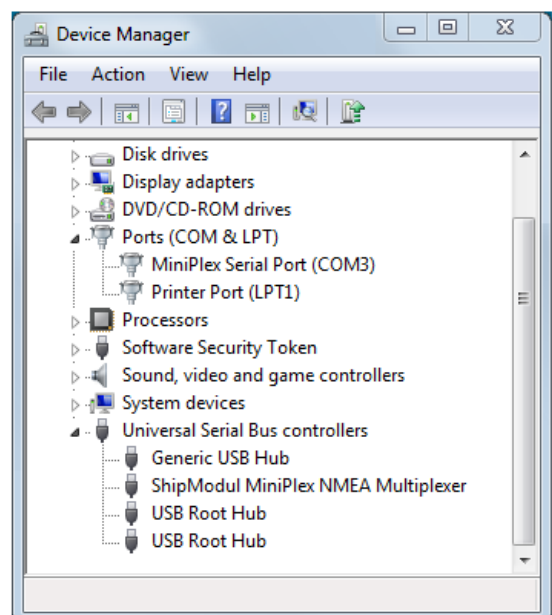 Device Manager
File Action View Help
Disk drives
Display adapters
DVD/CD-ROM drives
Ports (COM & LPT)
MiniPlex Serial Port (COM3)
Printer Port (LPT1)
Processors
Software Security Token
Sound, video and game controllers
System devices
Universal Serial Bus controllers
Generic USB Hub
ShipModul MiniPlex NMEA Multiplexer
USB Root Hub
USB Root Hub